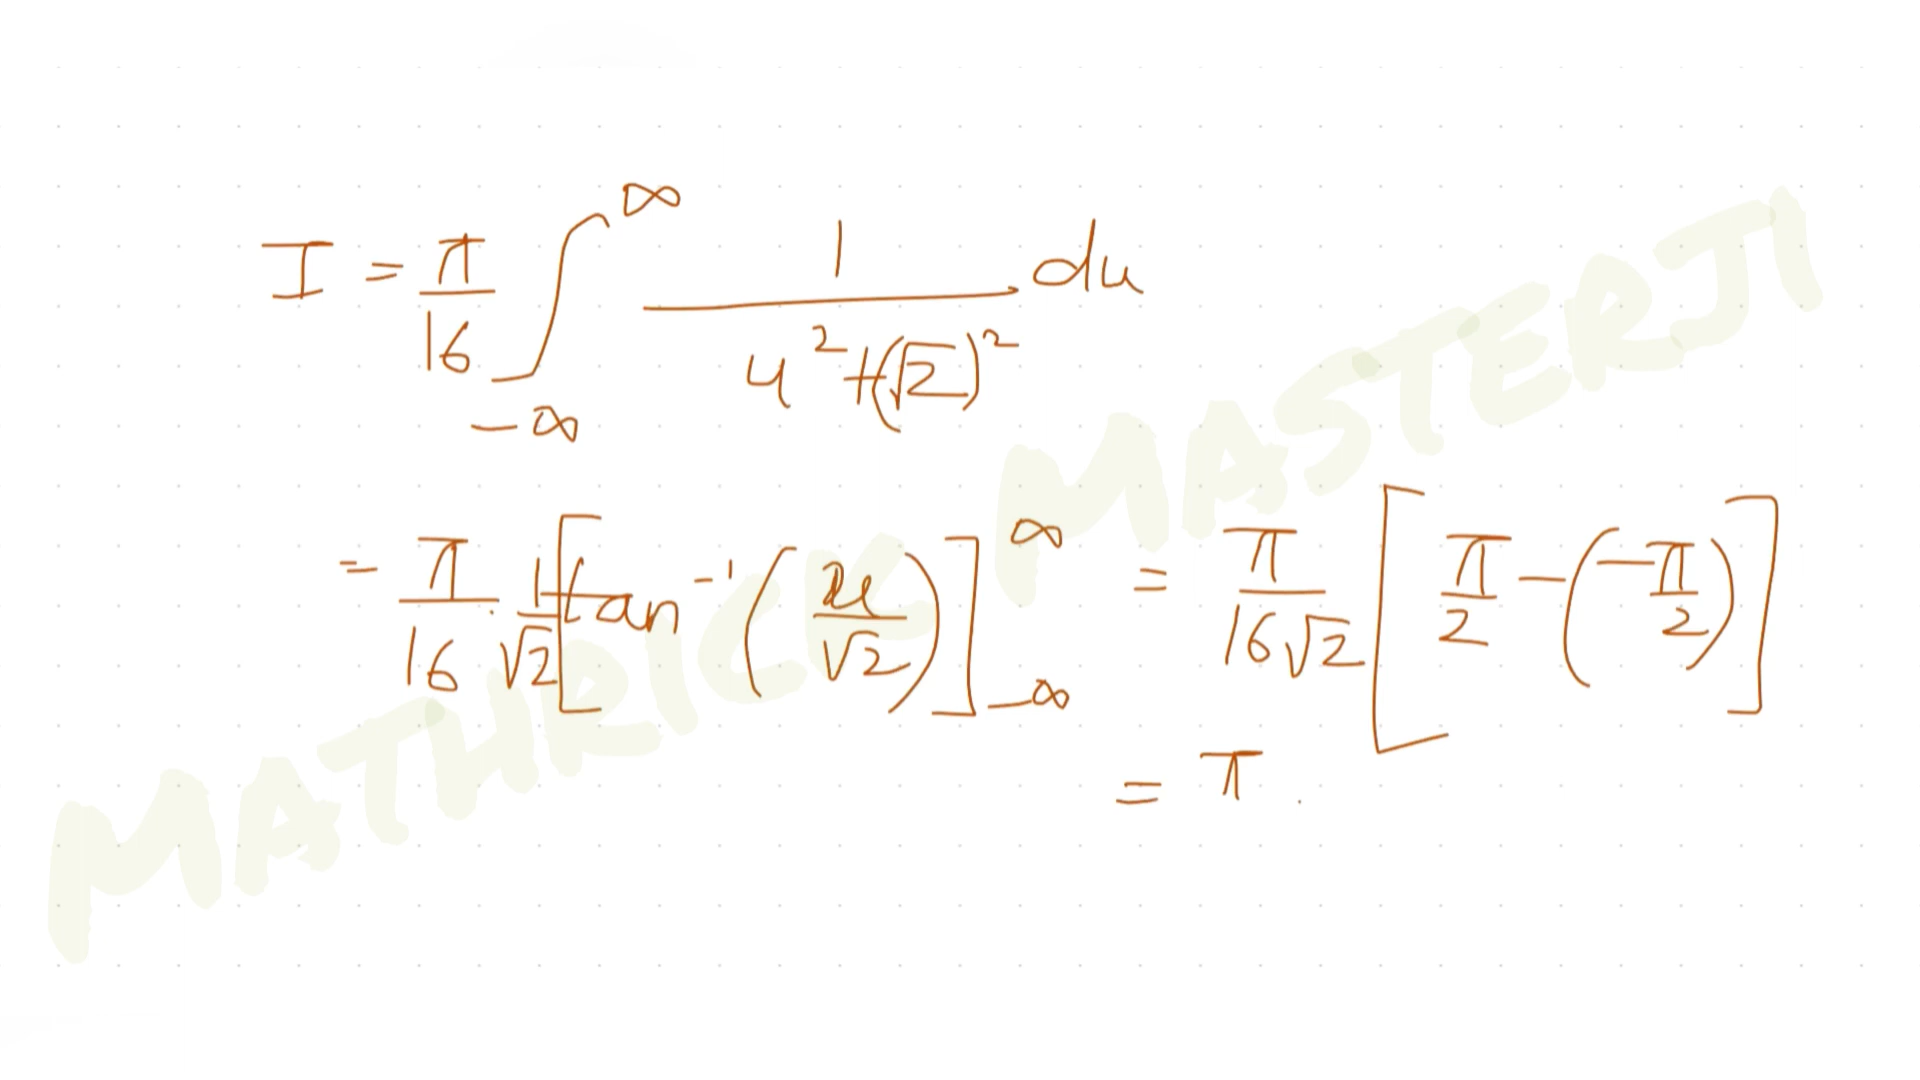 I = π/16 ∫_{-∞}^{∞} 1/(u²+(√2)²) du
= π/16 · 1/√2 [tan⁻¹(u/√2)]_{-∞}^{∞} = π/(16√2) [π/2 - (-π/2)]
= π .
MATHRICK MASTERJI